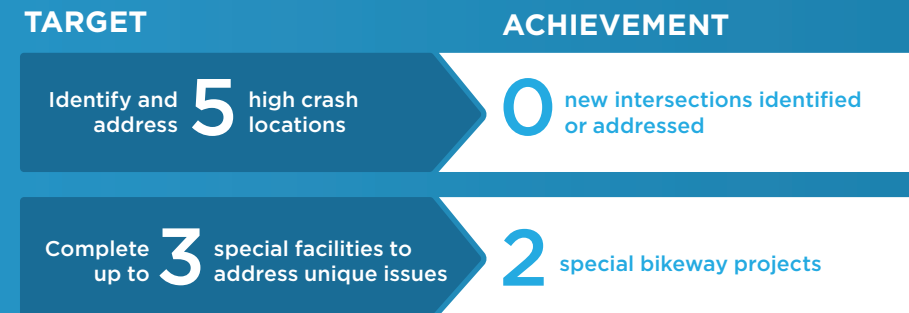 TARGET
ACHIEVEMENT
Identify and address 5 high crash locations
0 new intersections identified or addressed
Complete up to 3 special facilities to address unique issues
2 special bikeway projects